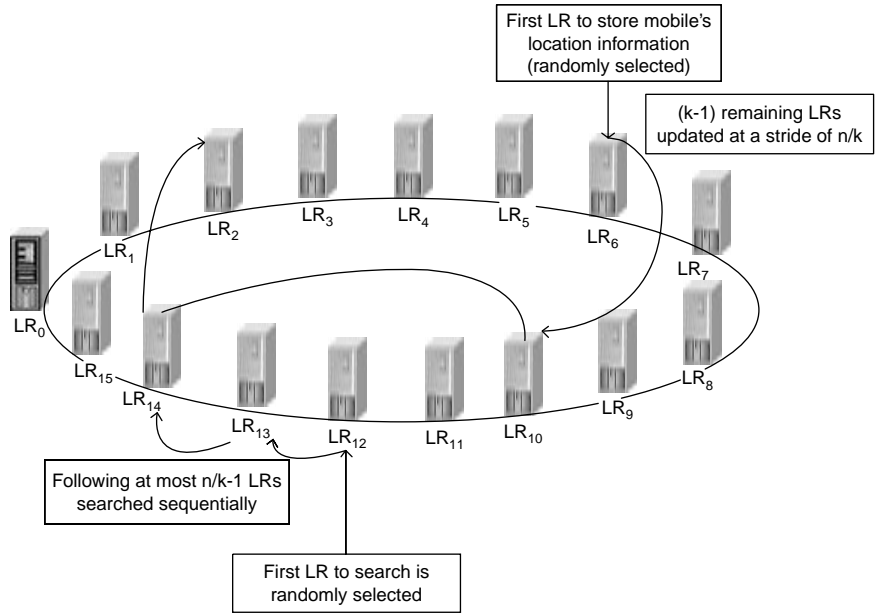 First LR to store mobile's
location information
(randomly selected)
(k-1) remaining LRs
updated at a stride of n/k
LR2
LR3
LR4
LR5
LR6
LR1
LR7
LR0
LR15
LR14
LR13
LR12
LR11
LR10
LR9
LR8
Following at most n/k-1 LRs
searched sequentially
First LR to search is
randomly selected